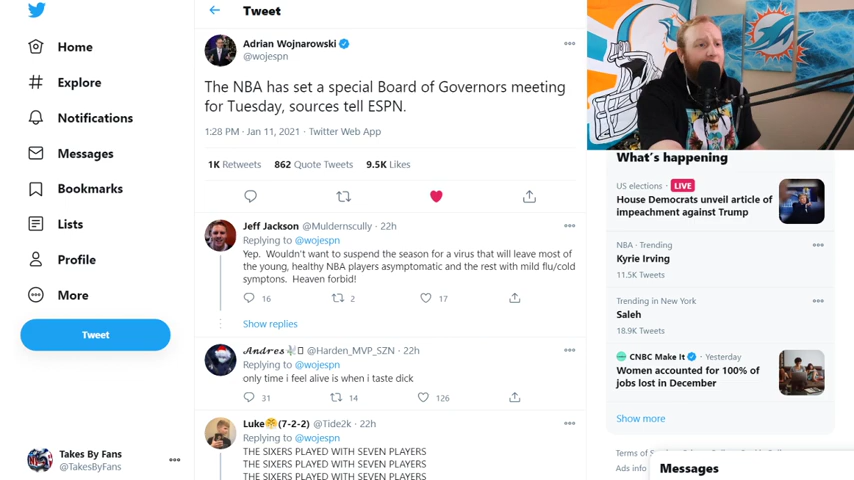 Tweet
Home
Explore
Notifications
Messages
Bookmarks
Lists
Profile
More
Tweet
Takes By Fans
@TakesByFans
Adrian Wojnarowski
@wojespn
The NBA has set a special Board of Governors meeting
for Tuesday, sources tell ESPN.
1:28 PM · Jan 11, 2021 · Twitter Web App
1K Retweets 862 Quote Tweets 9.5K Likes
Jeff Jackson @Muldernscully · 22h
Replying to @wojespn
Yep. Wouldn't want to suspend the season for a virus that will leave most of
the young, healthy NBA players asymptomatic and the rest with mild flu/cold
symptons. Heaven forbid!
16 2 17
Show replies
𝓐𝓷𝓭𝓻𝓮𝓼 @Harden_MVP_SZN · 22h
Replying to @wojespn
only time i feel alive is when i taste dick
31 14 126
Luke (7-2-2) @Tide2k · 22h
Replying to @wojespn
THE SIXERS PLAYED WITH SEVEN PLAYERS
THE SIXERS PLAYED WITH SEVEN PLAYERS
THE SIXERS PLAYED WITH SEVEN PLAYERS
What's happening
US elections · LIVE
House Democrats unveil article of
impeachment against Trump
NBA · Trending
Kyrie Irving
11.5K Tweets
Trending in New York
Saleh
18.9K Tweets
CNBC Make It · Yesterday
Women accounted for 100% of
jobs lost in December
Show more
Terms of
Ads info
Messages